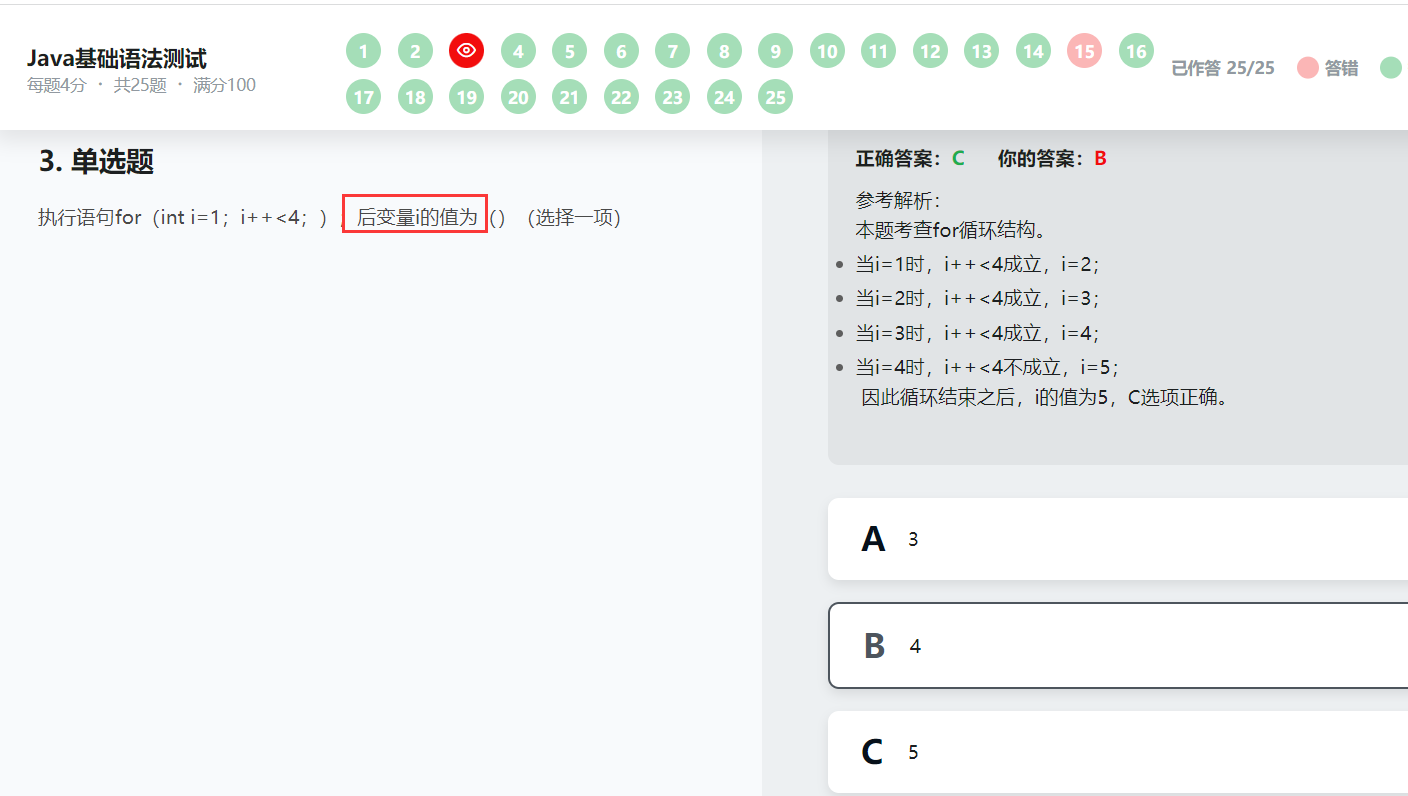 Java基础语法测试
每题4分 · 共25题 · 满分100
1 2 4 5 6 7 8 9 10 11 12 13 14 15 16
17 18 19 20 21 22 23 24 25
已作答 25/25 答错
3. 单选题
执行语句for（int i=1；i++<4；），后变量i的值为（）（选择一项）
正确答案：C 你的答案：B
参考解析：
本题考查for循环结构。
当i=1时，i++<4成立，i=2；
当i=2时，i++<4成立，i=3；
当i=3时，i++<4成立，i=4；
当i=4时，i++<4不成立，i=5；
因此循环结束之后，i的值为5，C选项正确。
A 3
B 4
C 5